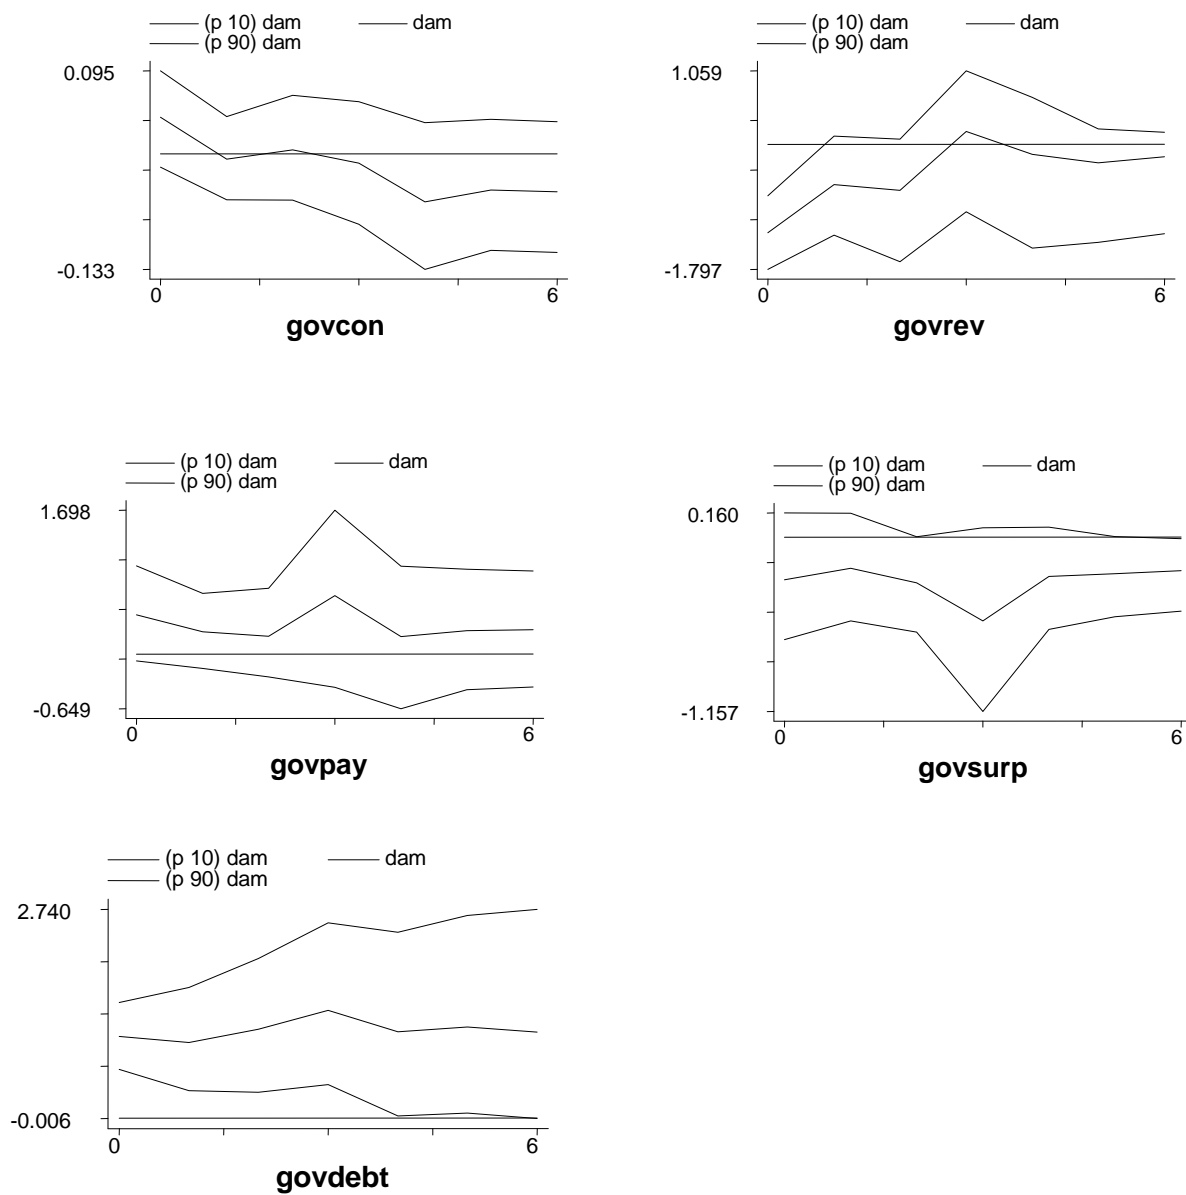 (p 10) dam dam
(p 90) dam
0.095
-0.133
0 6
govcon
(p 10) dam dam
(p 90) dam
1.059
-1.797
0 6
govrev
(p 10) dam dam
(p 90) dam
1.698
-0.649
0 6
govpay
(p 10) dam dam
(p 90) dam
0.160
-1.157
0 6
govsurp
(p 10) dam dam
(p 90) dam
2.740
-0.006
0 6
govdebt